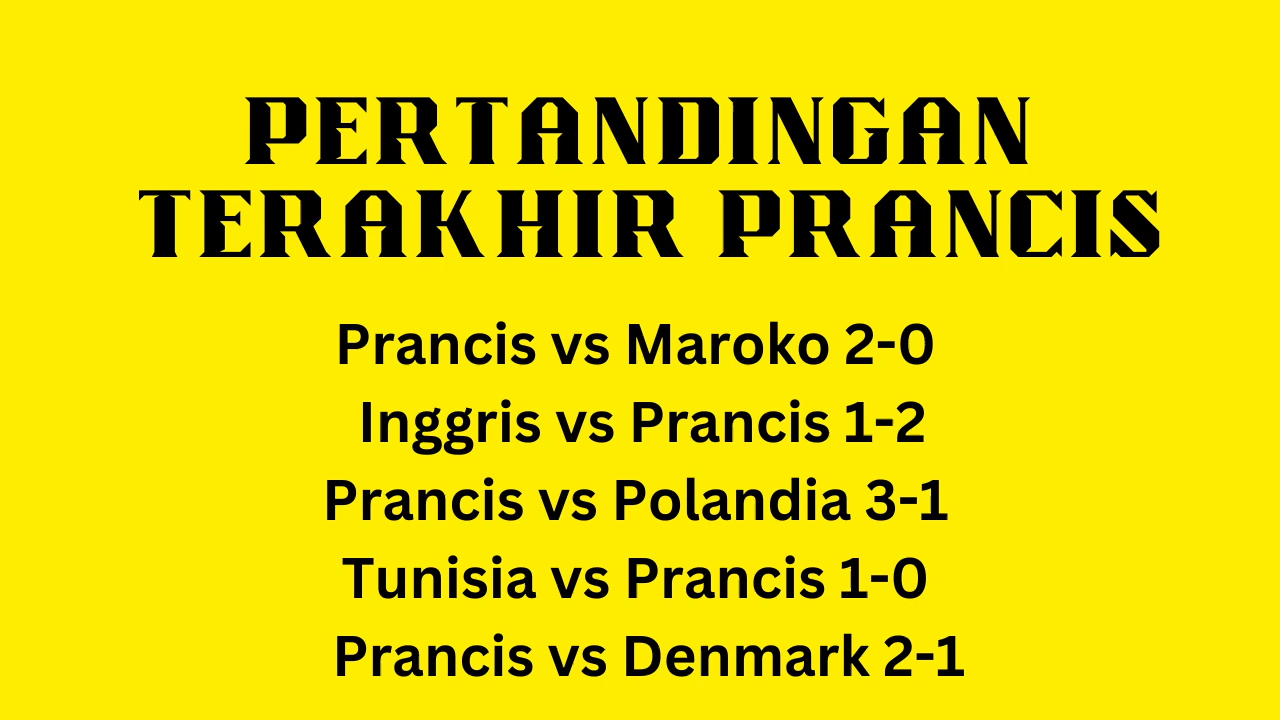 PERTANDINGAN
TERAKHIR PRANCIS
Prancis vs Maroko 2-0
Inggris vs Prancis 1-2
Prancis vs Polandia 3-1
Tunisia vs Prancis 1-0
Prancis vs Denmark 2-1